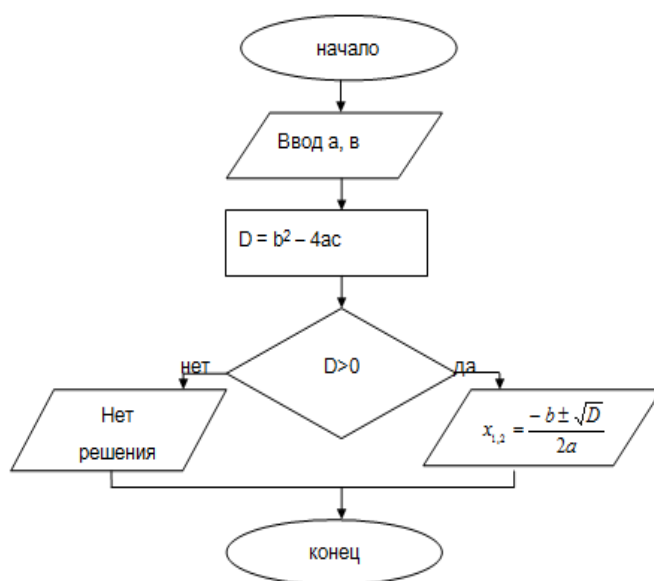 начало
Ввод а, в
D = b² – 4ac
D>0
нет
да
Нет
решения
x₁,₂ = (−b ± √D) / 2a
конец